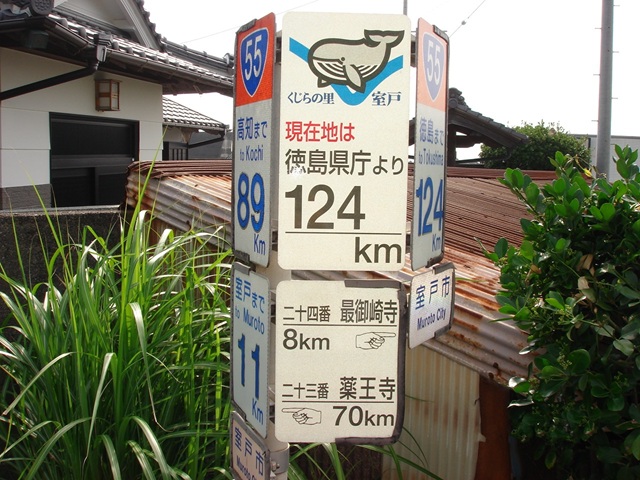 55
高知まで
to Kochi
89
Km
くじらの里 室戸
現在地は
徳島県庁より
124
km
55
徳島まで
to Tokushima
124
Km
室戸まで
to Muroto
11
Km
二十四番 最御崎寺
8km
二十三番 薬王寺
70km
室戸市
Muroto City
室戸市
Muroto City